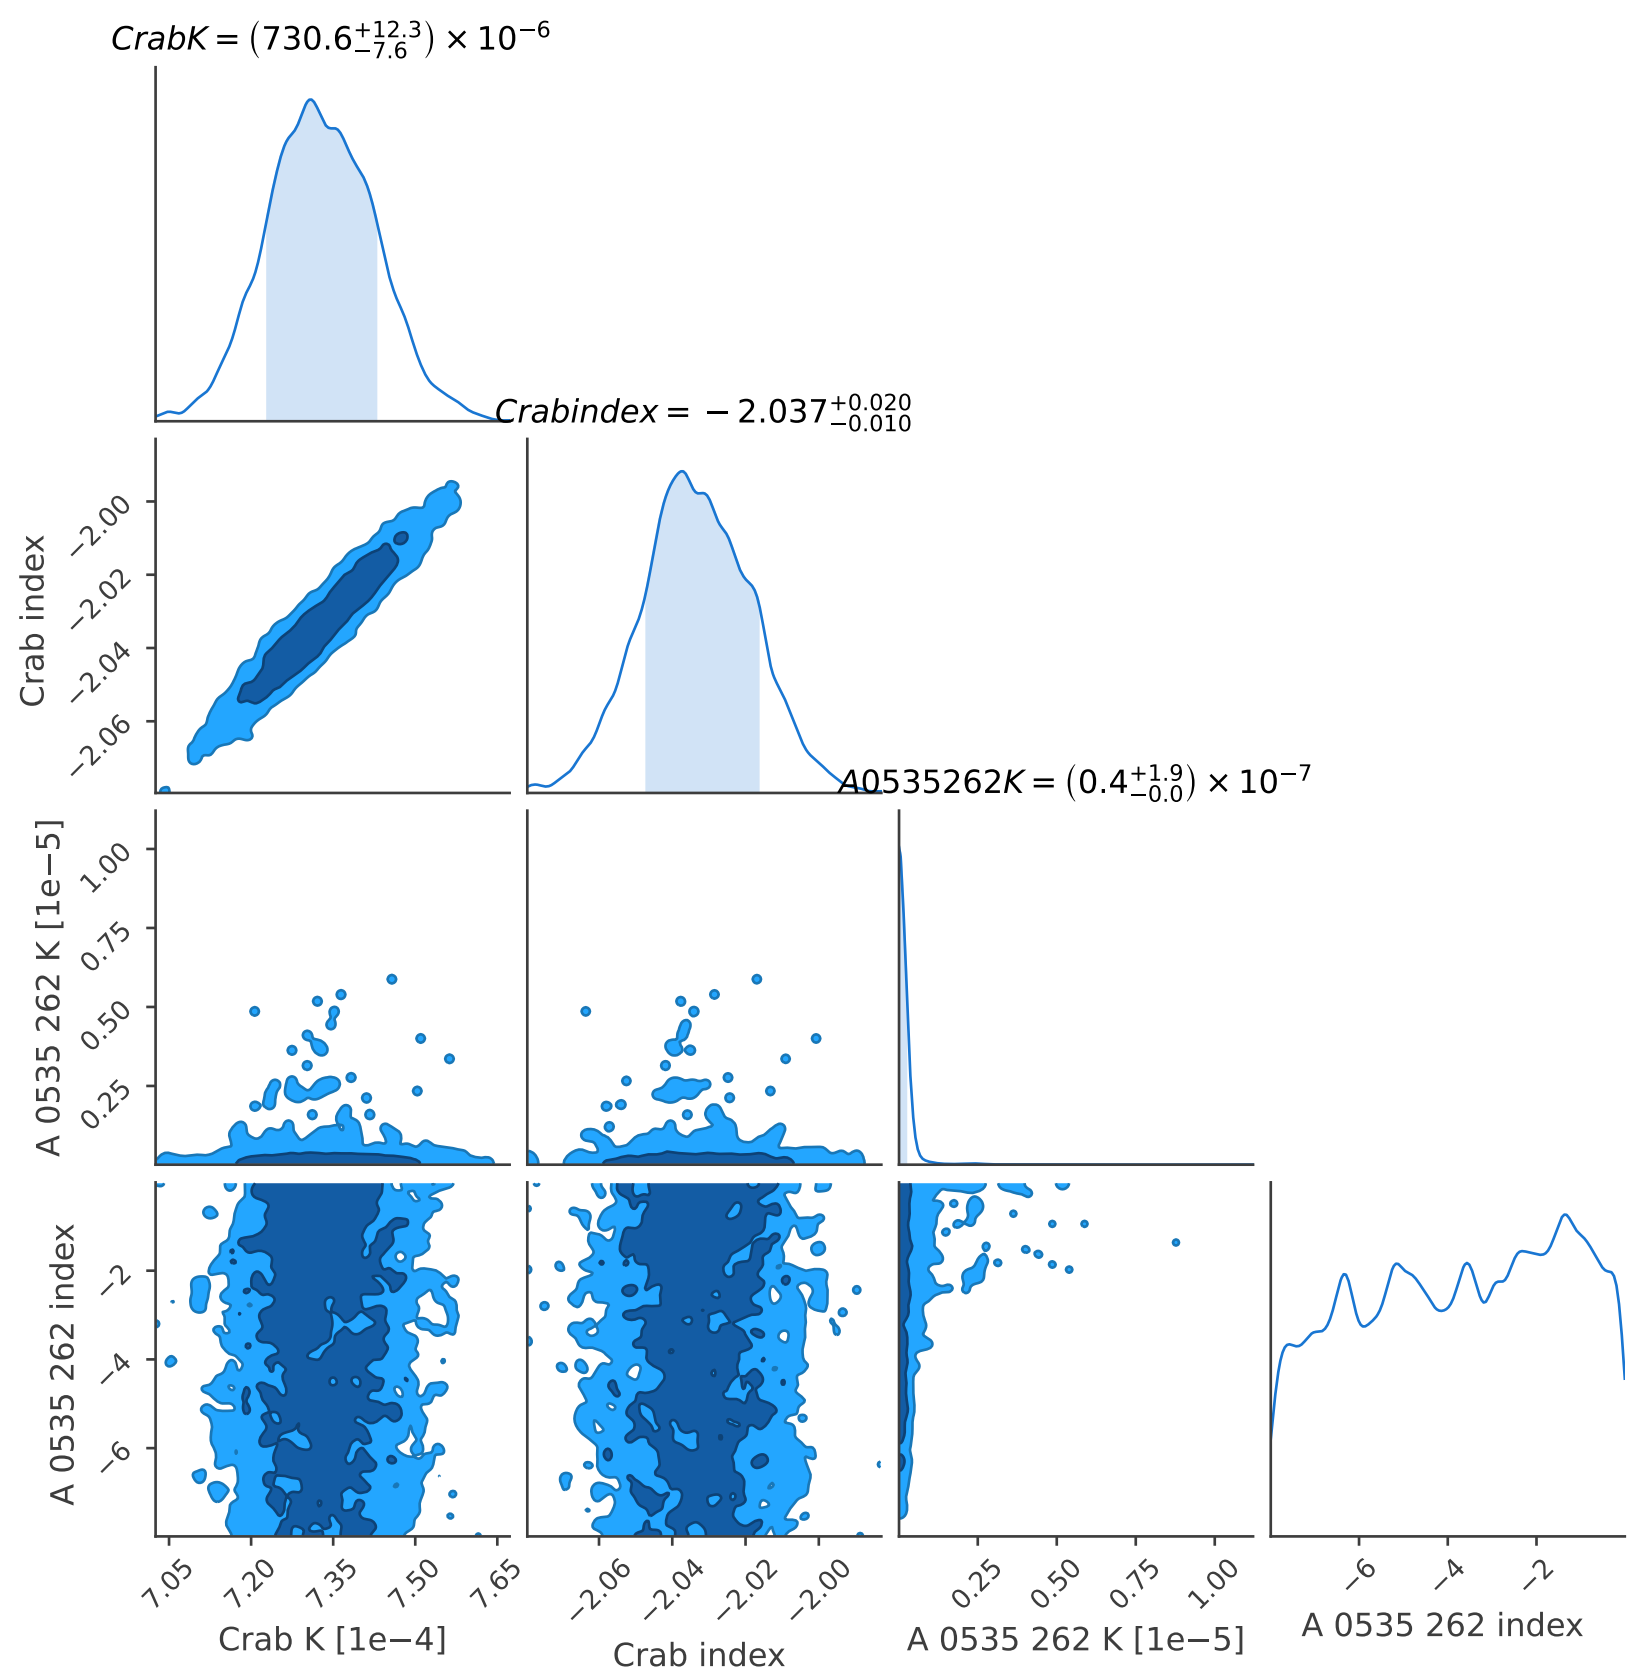 CrabK = (730.6 +12.3 −7.6) × 10−6
Crabindex = −2.037 +0.020 −0.010
−2.00
−2.02
−2.04
−2.06
Crab index
A0535262K = (0.4 +1.9 −0.0) × 10−7
1.00
0.75
0.50
0.25
A 0535 262 K [1e−5]
−2
−4
−6
A 0535 262 index
7.05 7.20 7.35 7.50 7.65
−2.06 −2.04 −2.02 −2.00
0.25 0.50 0.75 1.00
−6 −4 −2
Crab K [1e−4]
Crab index
A 0535 262 K [1e−5]
A 0535 262 index